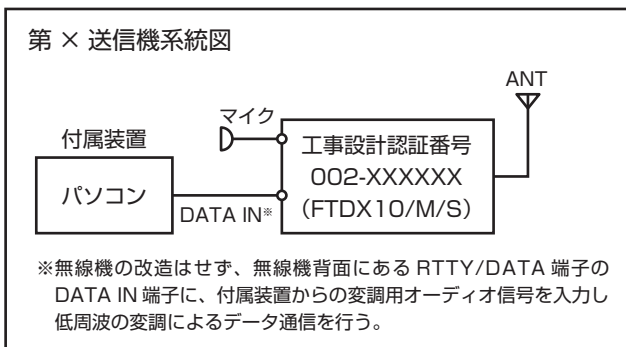 第 × 送信機系統図
ANT
マイク
付属装置
工事設計認証番号
パソコン
002-XXXXXX
DATA IN※
(FTDX10/M/S)
※無線機の改造はせず、無線機背面にある RTTY/DATA 端子の
DATA IN 端子に、付属装置からの変調用オーディオ信号を入力し
低周波の変調によるデータ通信を行う。